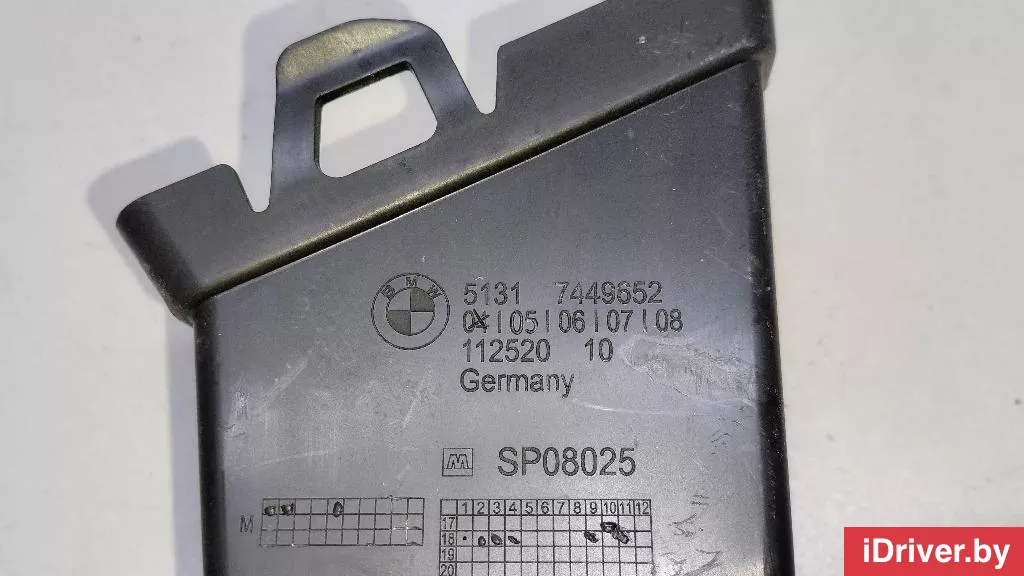 BMW
5131 7449652
04 | 05 | 06 | 07 | 08
112520 10
Germany
M SP08025
1 2 3 4 5 6 7 8 9 10 11 12
M
17
18
19
20
iDriver.by